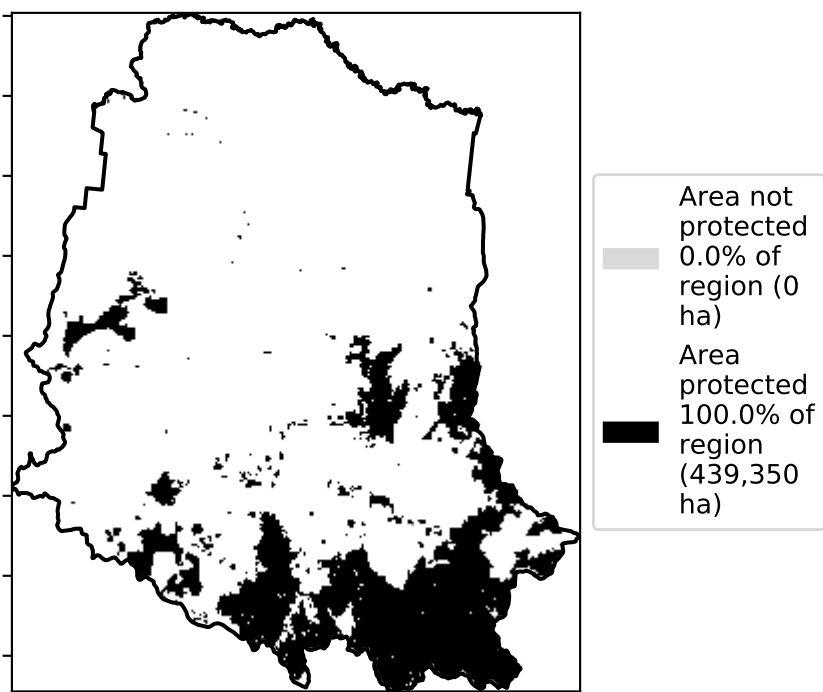 Area not
protected
0.0% of
region (0
ha)
Area
protected
100.0% of
region
(439,350
ha)